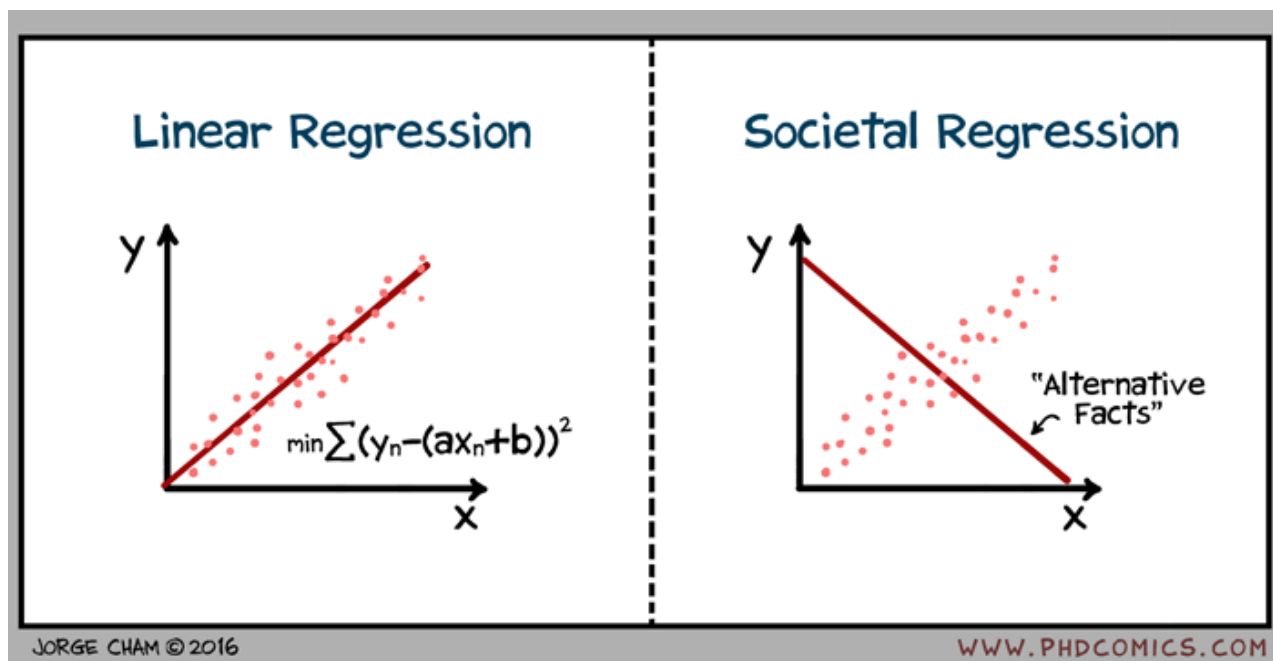 Linear Regression
Y
min∑(yₙ-(axₙ+b))²
X
Societal Regression
Y
"Alternative
Facts"
X
JORGE CHAM © 2016
WWW.PHDCOMICS.COM